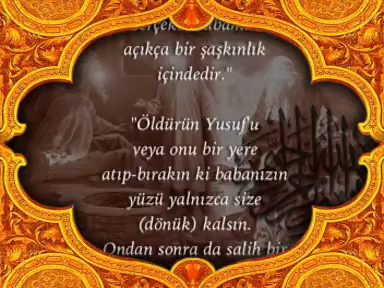 açıkça bir şaşkınlık
içindedir."
"Öldürün Yusuf'u
veya onu bir yere
atıp-bırakın ki babanızın
yüzü yalnızca size
(dönük) kalsın.
Ondan sonra da salih bir